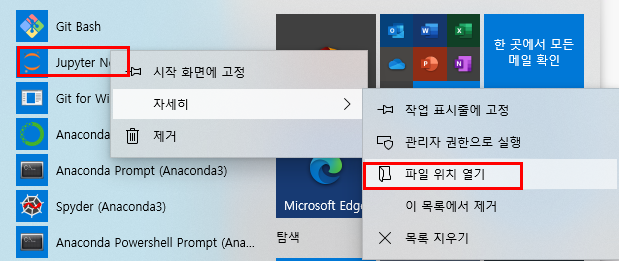 Git Bash
Jupyter No
Git for Wi
Anaconda
Anaconda Prompt (Anaconda3)
Spyder (Anaconda3)
Anaconda Powershell Prompt (Ana...
시작 화면에 고정
자세히
제거
작업 표시줄에 고정
관리자 권한으로 실행
파일 위치 열기
이 목록에서 제거
목록 지우기
한 곳에서 모든
메일 확인
Microsoft Edge
탐색